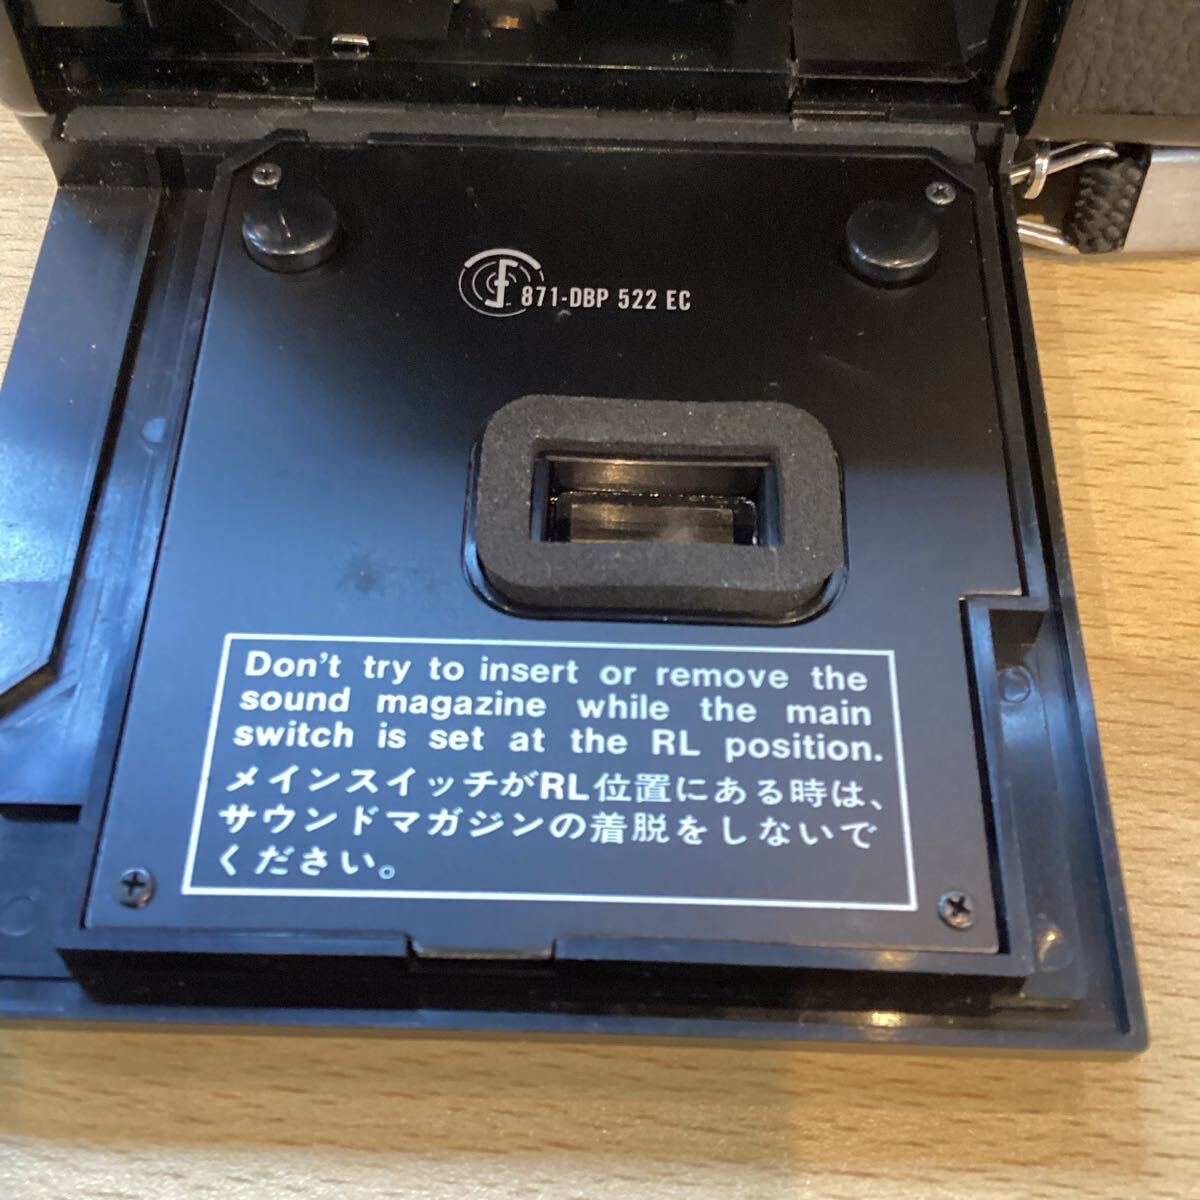 871-DBP 522 EC
Don't try to insert or remove the
sound magazine while the main
switch is set at the RL position.
メインスイッチがRL位置にある時は、
サウンドマガジンの着脱をしないで
ください。